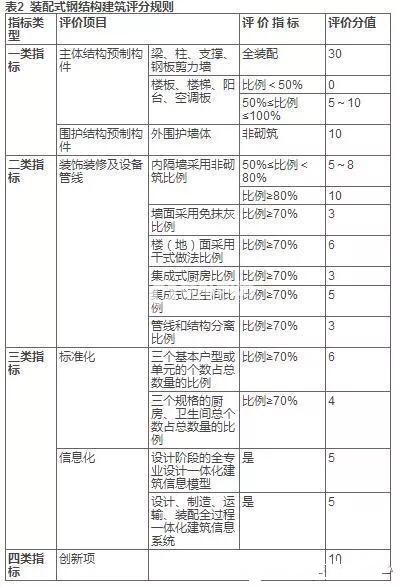 表2 装配式钢结构建筑评分规则
指标类型 评价项目 评 价 指 标 评价分值
一类指标 主体结构预制构件 梁、柱、支撑、钢板剪力墙 全装配 30
楼板、楼梯、阳台、空调板 比例＜50% 0
50%≤比例≤100% 5～10
围护结构预制构件 外围护墙体 非砌筑 10
二类指标 装饰装修及设备管线 内隔墙采用非砌筑比例 50%≤比例＜80% 5～8
比例≥80% 10
墙面采用免抹灰比例 比例≥70% 3
楼（地）面采用干式做法比例 比例≥70% 6
集成式厨房比例 比例≥70% 3
集成式卫生间比例 比例≥70% 5
管线和结构分离比例 比例≥70% 3
三类指标 标准化 三个基本户型或单元的个数占总数量的比例 比例≥70% 6
三个规格的厨房、卫生间总个数占总数量的比例 比例≥70% 4
信息化 设计阶段的全专业设计一体化建筑信息模型 是 5
设计、制造、运输、装配全过程一体化建筑信息系统 是 5
四类指标 创新项 10